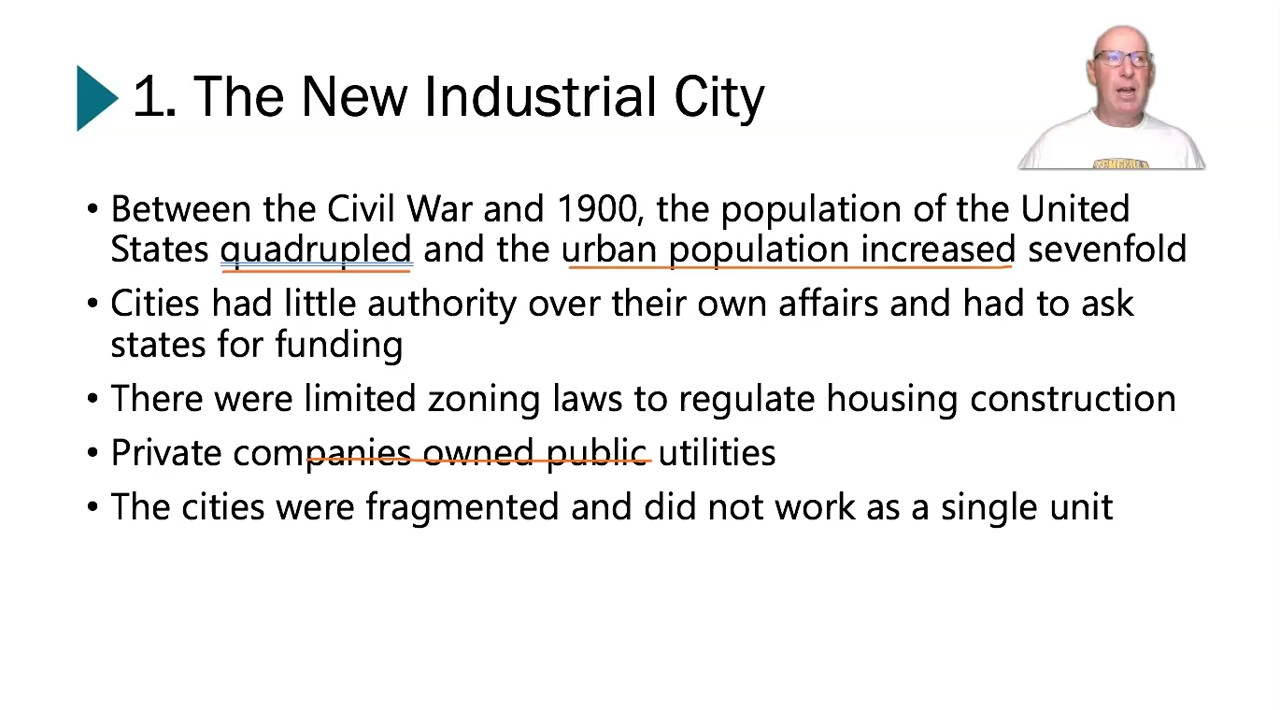 1. The New Industrial City
• Between the Civil War and 1900, the population of the United
States quadrupled and the urban population increased sevenfold
• Cities had little authority over their own affairs and had to ask
states for funding
• There were limited zoning laws to regulate housing construction
• Private companies owned public utilities
• The cities were fragmented and did not work as a single unit